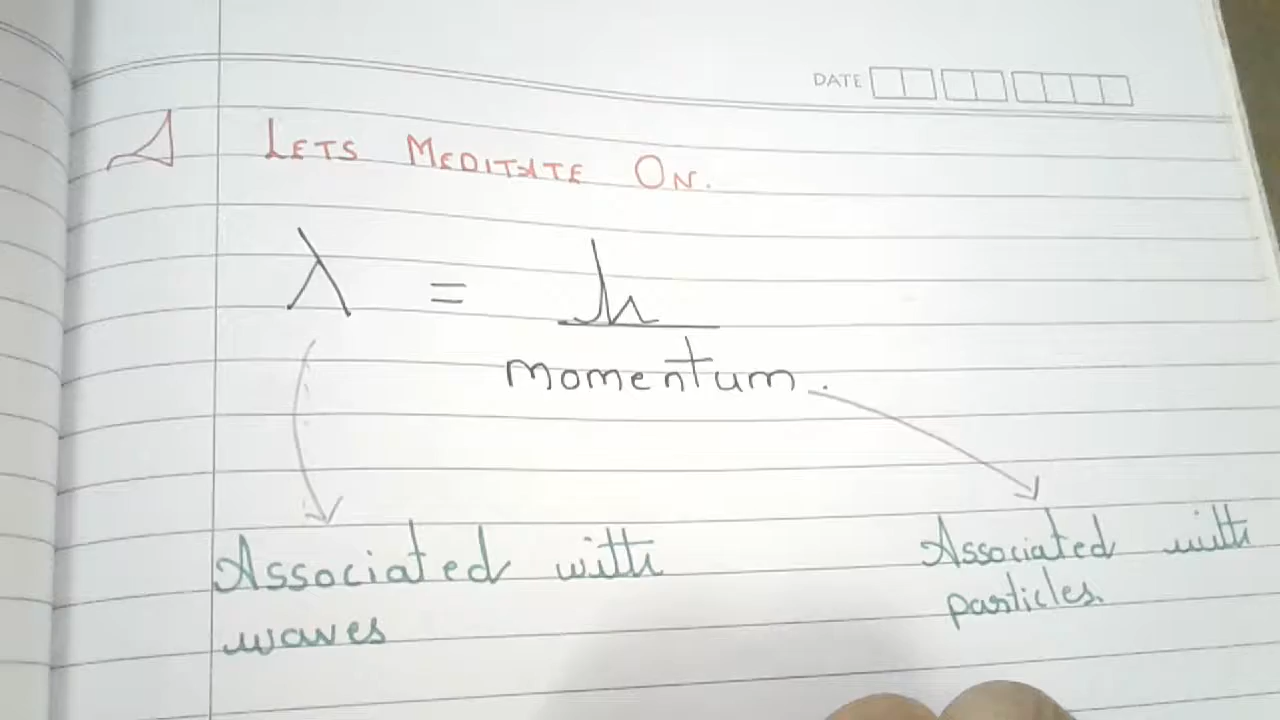 DATE
LETS MEDITATE ON.
λ = h
momentum.
Associated with
waves
Associated with
particles.